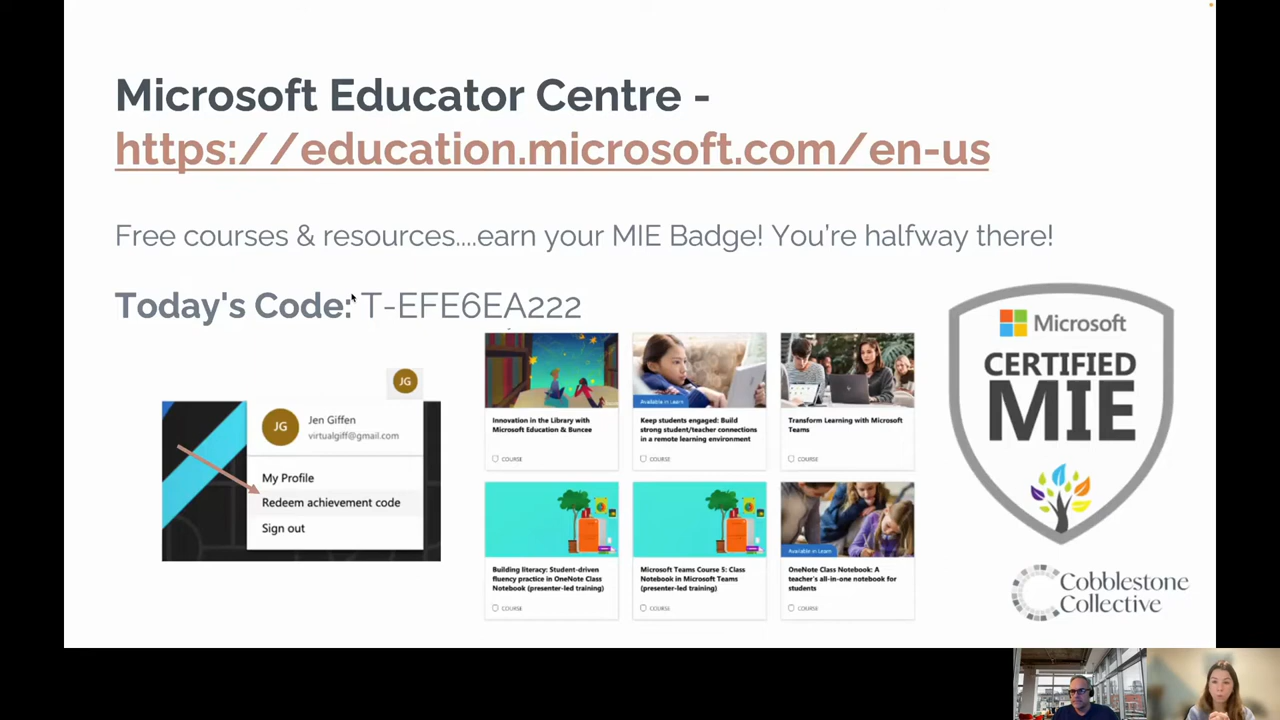 Microsoft Educator Centre -
https://education.microsoft.com/en-us
Free courses & resources....earn your MIE Badge! You're halfway there!
Today's Code: T-EFE6EA222
JG
JG
Jen Giffen
virtualgiff@gmail.com
My Profile
Redeem achievement code
Sign out
Innovation in the Library with
Microsoft Education & Buncee
COURSE
Available in Learn
Keep students engaged: Build
strong student/teacher connections
in a remote learning environment
COURSE
Transform Learning with Microsoft
Teams
COURSE
Building literacy: Student-driven
fluency practice in OneNote Class
Notebook (presenter-led training)
COURSE
Microsoft Teams Course 5: Class
Notebook in Microsoft Teams
(presenter-led training)
COURSE
Available in Learn
OneNote Class Notebook: A
teacher's all-in-one notebook for
students
COURSE
Microsoft
CERTIFIED
MIE
Cobblestone
Collective